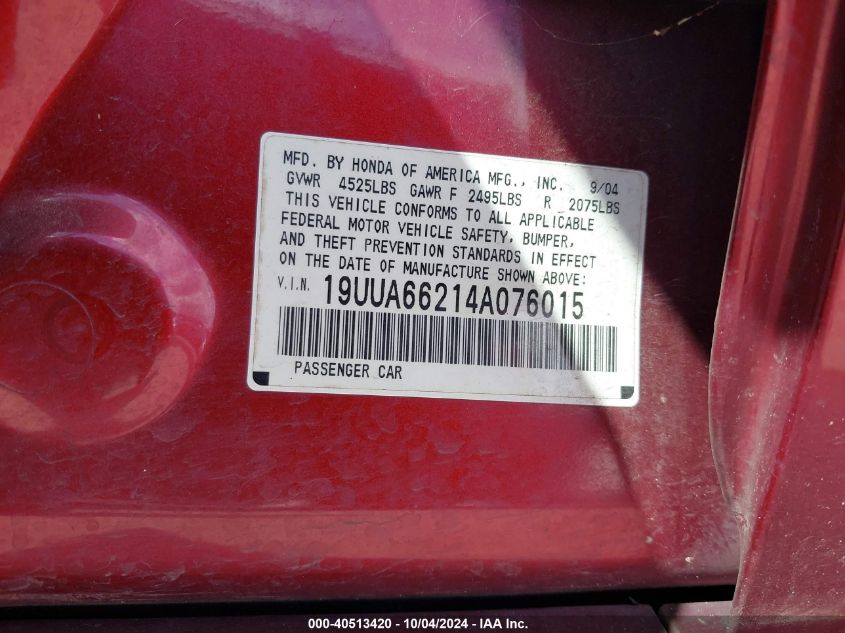 MFD. BY HONDA OF AMERICA MFG., INC. 9/04
GVWR 4525LBS GAWR F 2495LBS R 2075LBS
THIS VEHICLE CONFORMS TO ALL APPLICABLE
FEDERAL MOTOR VEHICLE SAFETY, BUMPER,
AND THEFT PREVENTION STANDARDS IN EFFECT
ON THE DATE OF MANUFACTURE SHOWN ABOVE:
V.I.N. 19UUA66214A076015
PASSENGER CAR
000-40513420 - 10/04/2024 - IAA Inc.